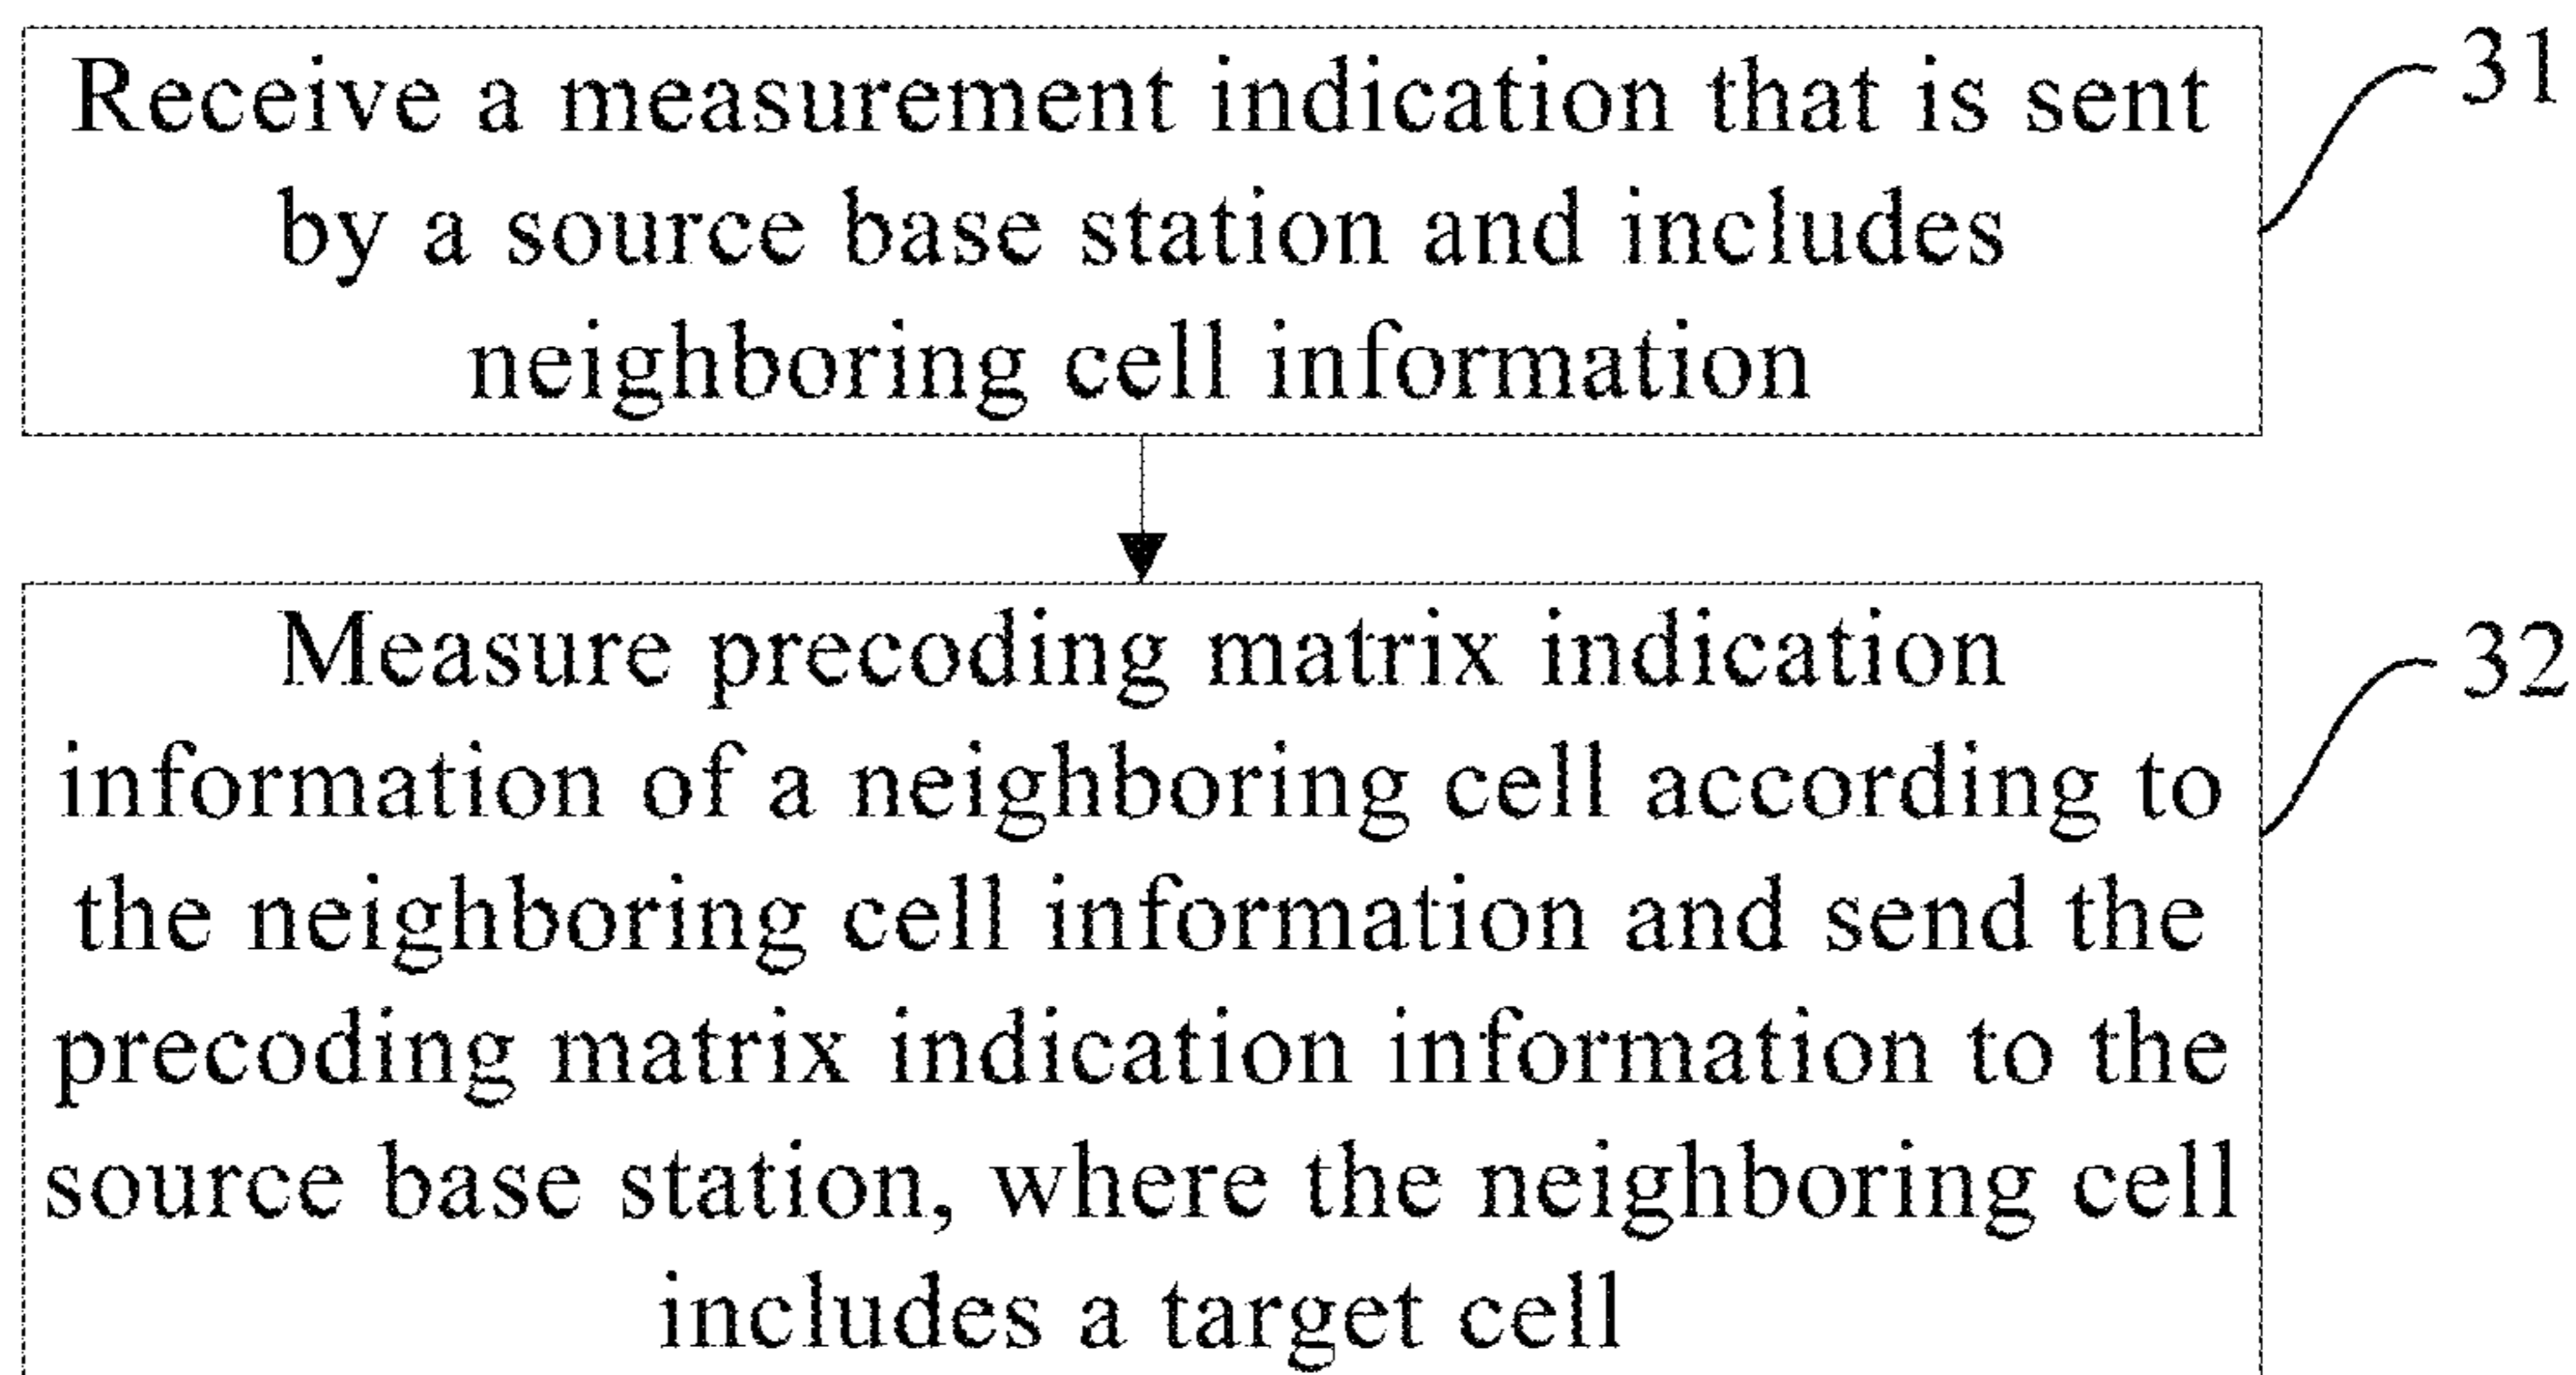 Receive a measurement indication that is sent
by a source base station and includes
neighboring cell information
31
Measure precoding matrix indication
information of a neighboring cell according to
the neighboring cell information and send the
precoding matrix indication information to the
source base station, where the neighboring cell
includes a target cell
32